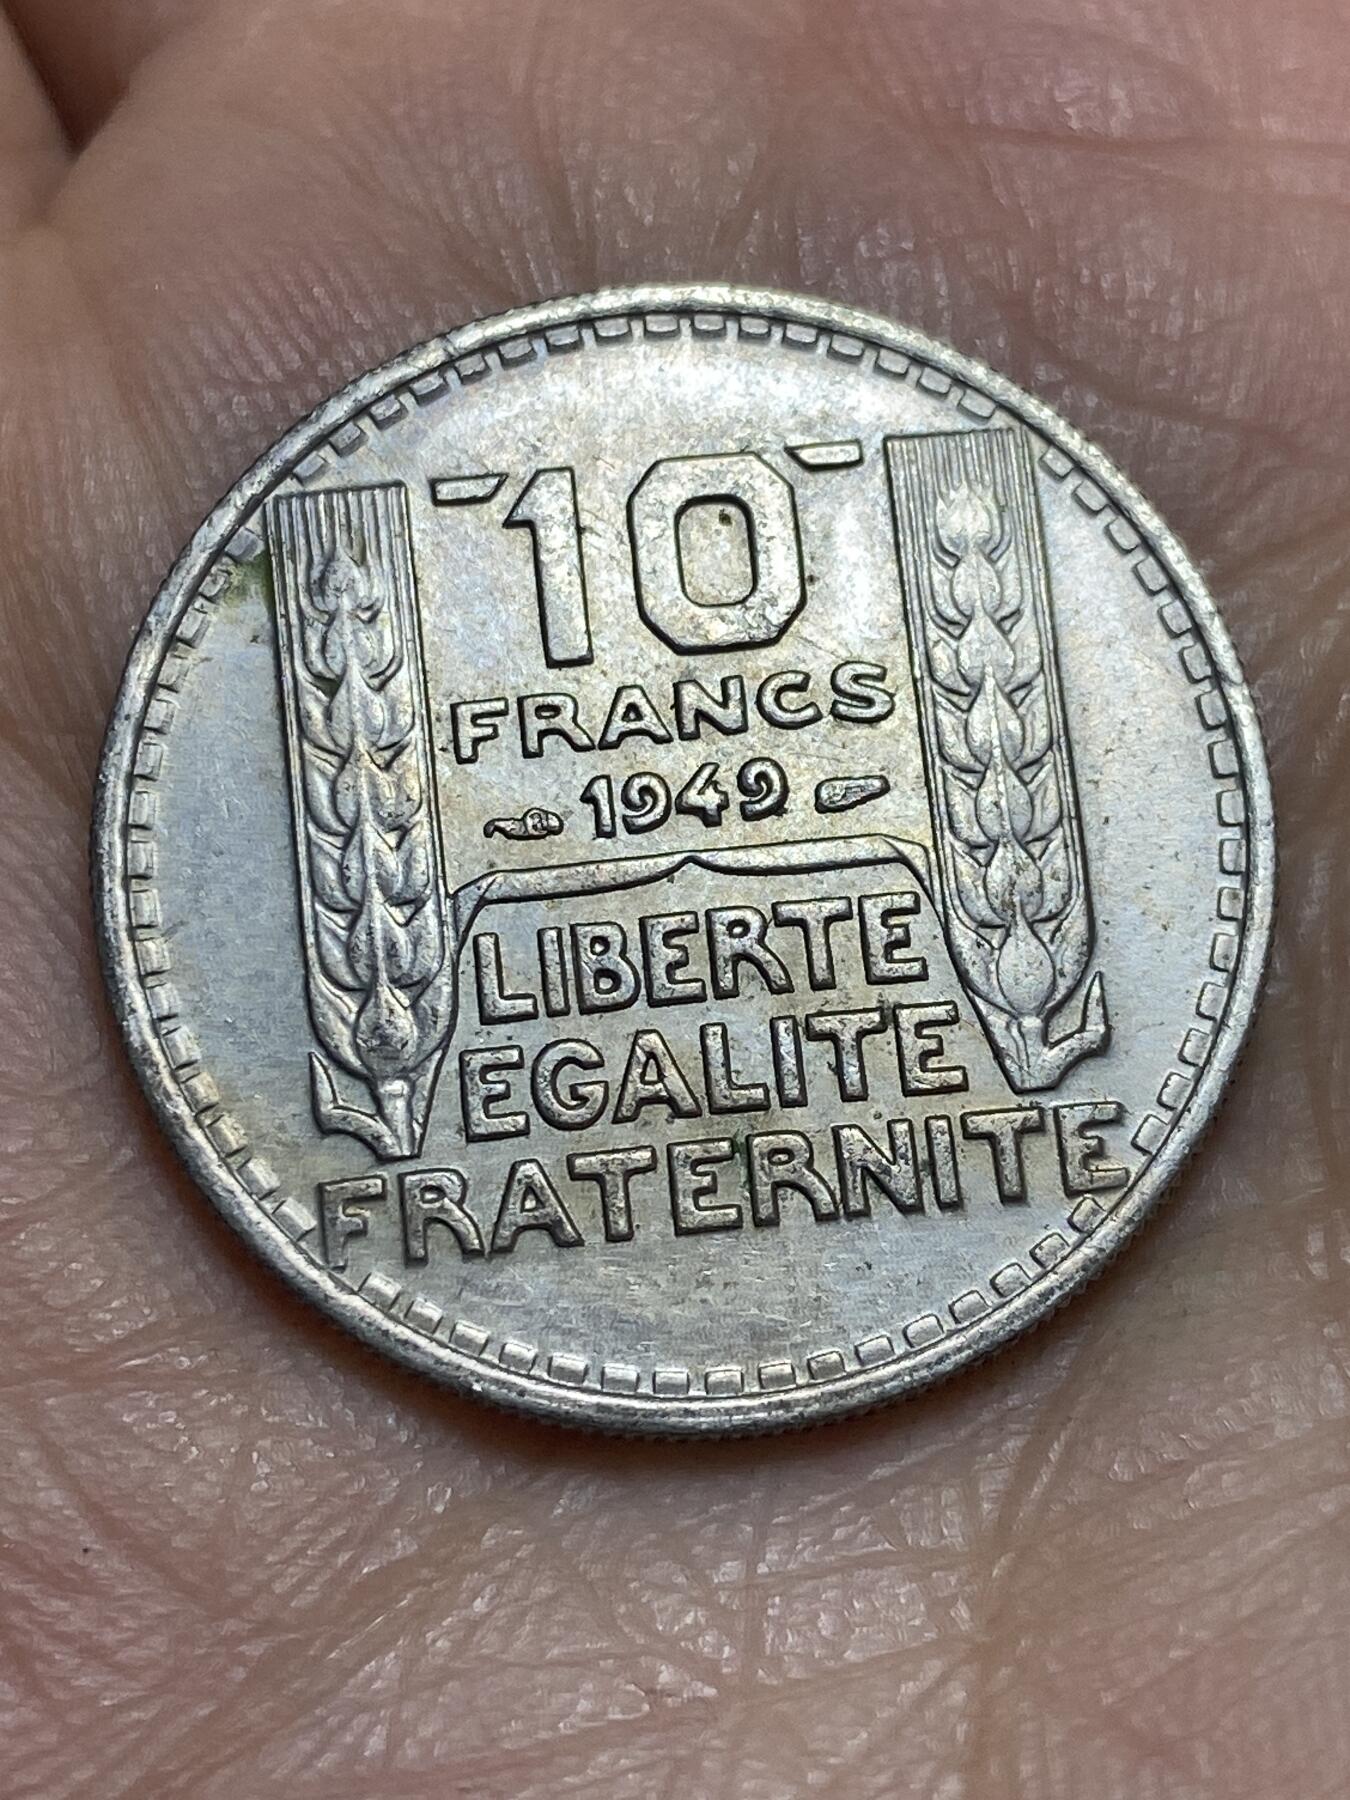 10
FRANCS
1949
LIBERTE
EGALITE
FRATERNITE